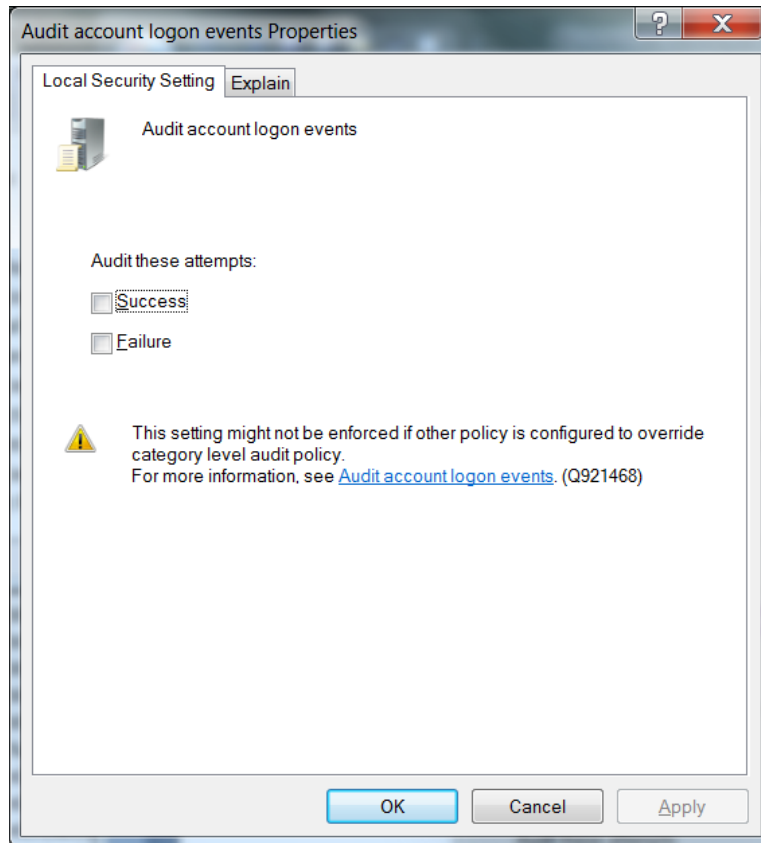 Audit account logon events Properties
? X
Local Security Setting Explain
Audit account logon events
Audit these attempts:
Success
Failure
This setting might not be enforced if other policy is configured to override
category level audit policy.
For more information, see Audit account logon events. (Q921468)
OK Cancel Apply